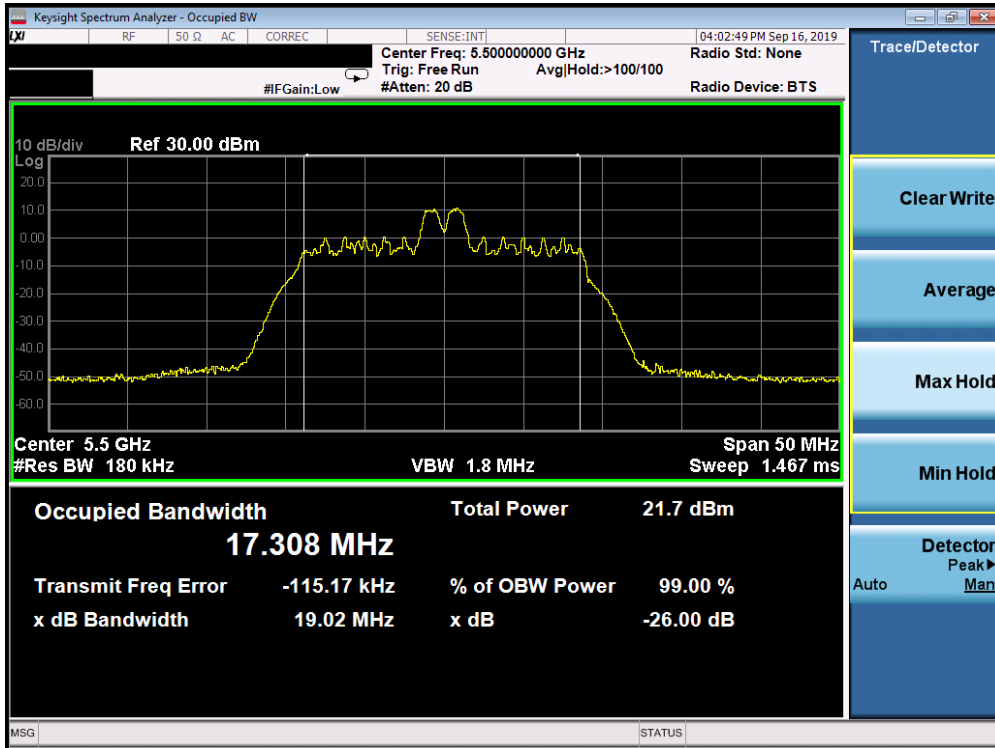 Keysight Spectrum Analyzer - Occupied BW
LXI RF 50 Ω AC CORREC SENSE:INT 04:02:49 PM Sep 16, 2019
Center Freq: 5.500000000 GHz Radio Std: None
Trig: Free Run Avg|Hold:>100/100
#IFGain:Low #Atten: 20 dB Radio Device: BTS
Trace/Detector
10 dB/div Ref 30.00 dBm
Log
20.0
10.0
0.00
-10.0
-20.0
-30.0
-40.0
-50.0
-60.0
Center 5.5 GHz Span 50 MHz
#Res BW 180 kHz VBW 1.8 MHz Sweep 1.467 ms
Occupied Bandwidth Total Power 21.7 dBm
17.308 MHz
Transmit Freq Error -115.17 kHz % of OBW Power 99.00 %
x dB Bandwidth 19.02 MHz x dB -26.00 dB
Clear Write
Average
Max Hold
Min Hold
Detector
Peak▶
Auto Man
MSG STATUS